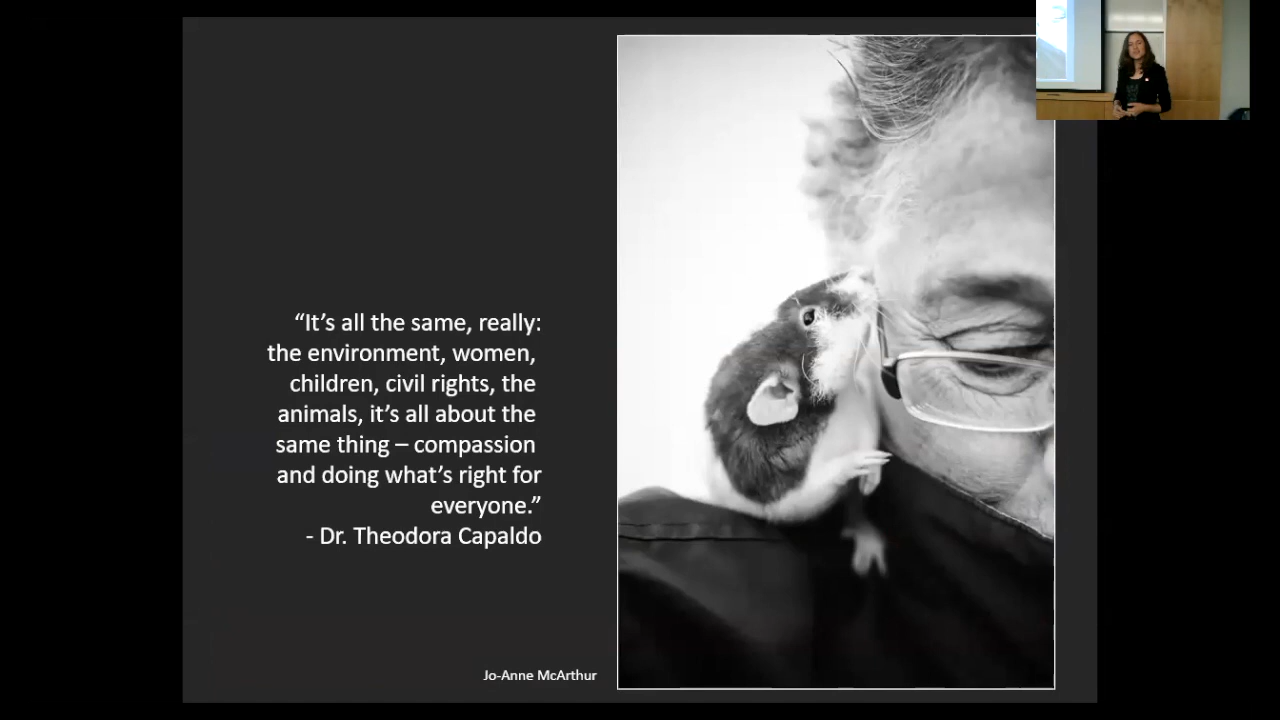 “It’s all the same, really:
the environment, women,
children, civil rights, the
animals, it’s all about the
same thing – compassion
and doing what’s right for
everyone.”
- Dr. Theodora Capaldo
Jo-Anne McArthur